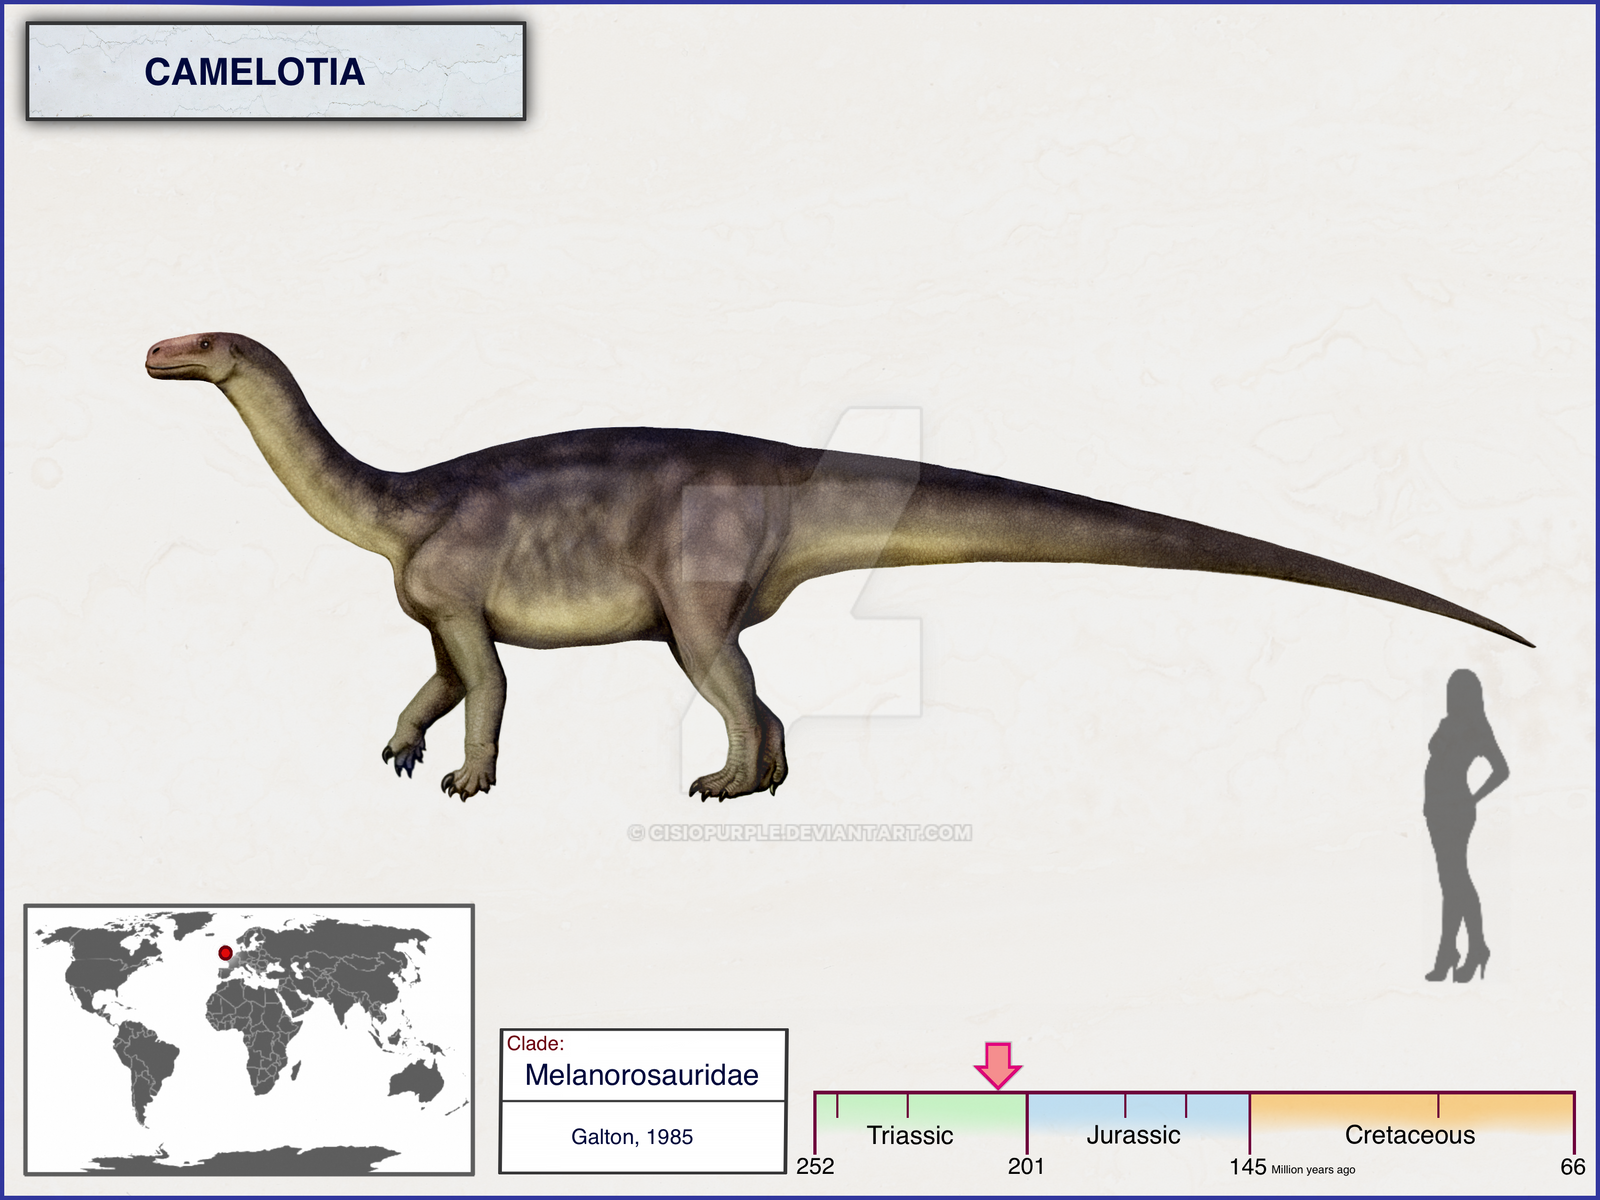 CAMELOTIA
© CISIOPURPLE.DEVIANTART.COM
Clade:
Melanorosauridae
Galton, 1985
Triassic Jurassic Cretaceous
252 201 145 Million years ago 66